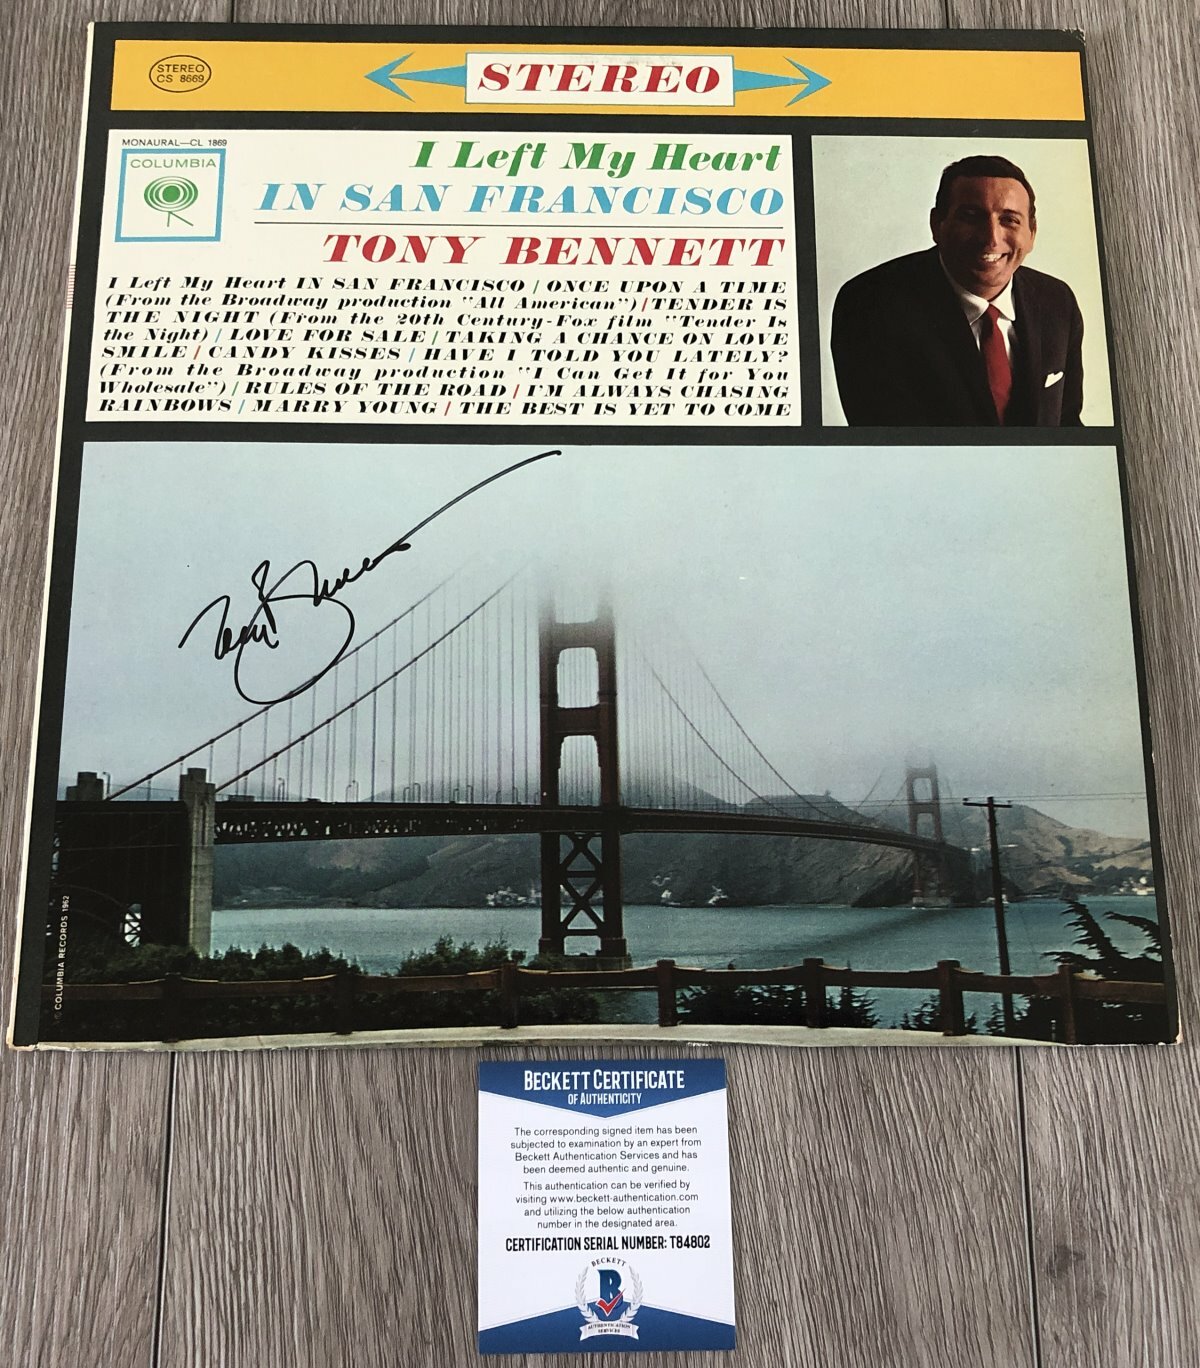 STEREO
CS 8669
STEREO
MONAURAL—CL 1869
COLUMBIA
I Left My Heart
IN SAN FRANCISCO
TONY BENNETT
I Left My Heart IN SAN FRANCISCO / ONCE UPON A TIME
(From the Broadway production "All American") / TENDER IS
THE NIGHT (From the 20th Century-Fox film "Tender Is
the Night) / LOVE FOR SALE / TAKING A CHANCE ON LOVE
SMILE / CANDY KISSES / HAVE I TOLD YOU LATELY?
(From the Broadway production "I Can Get It for You
Wholesale") / RULES OF THE ROAD / I'M ALWAYS CHASING
RAINBOWS / MARRY YOUNG / THE BEST IS YET TO COME
Tony Bennett
COLUMBIA RECORDS 1962
BECKETT CERTIFICATE
OF AUTHENTICITY
The corresponding signed item has been
subjected to examination by an expert from
Beckett Authentication Services and has
been deemed authentic and genuine.
This authentication can be verified by
visiting www.beckett-authentication.com
and utilizing the below authentication
number in the designated area.
CERTIFICATION SERIAL NUMBER: T84802
BECKETT
B
AUTHENTICATION
SERVICES